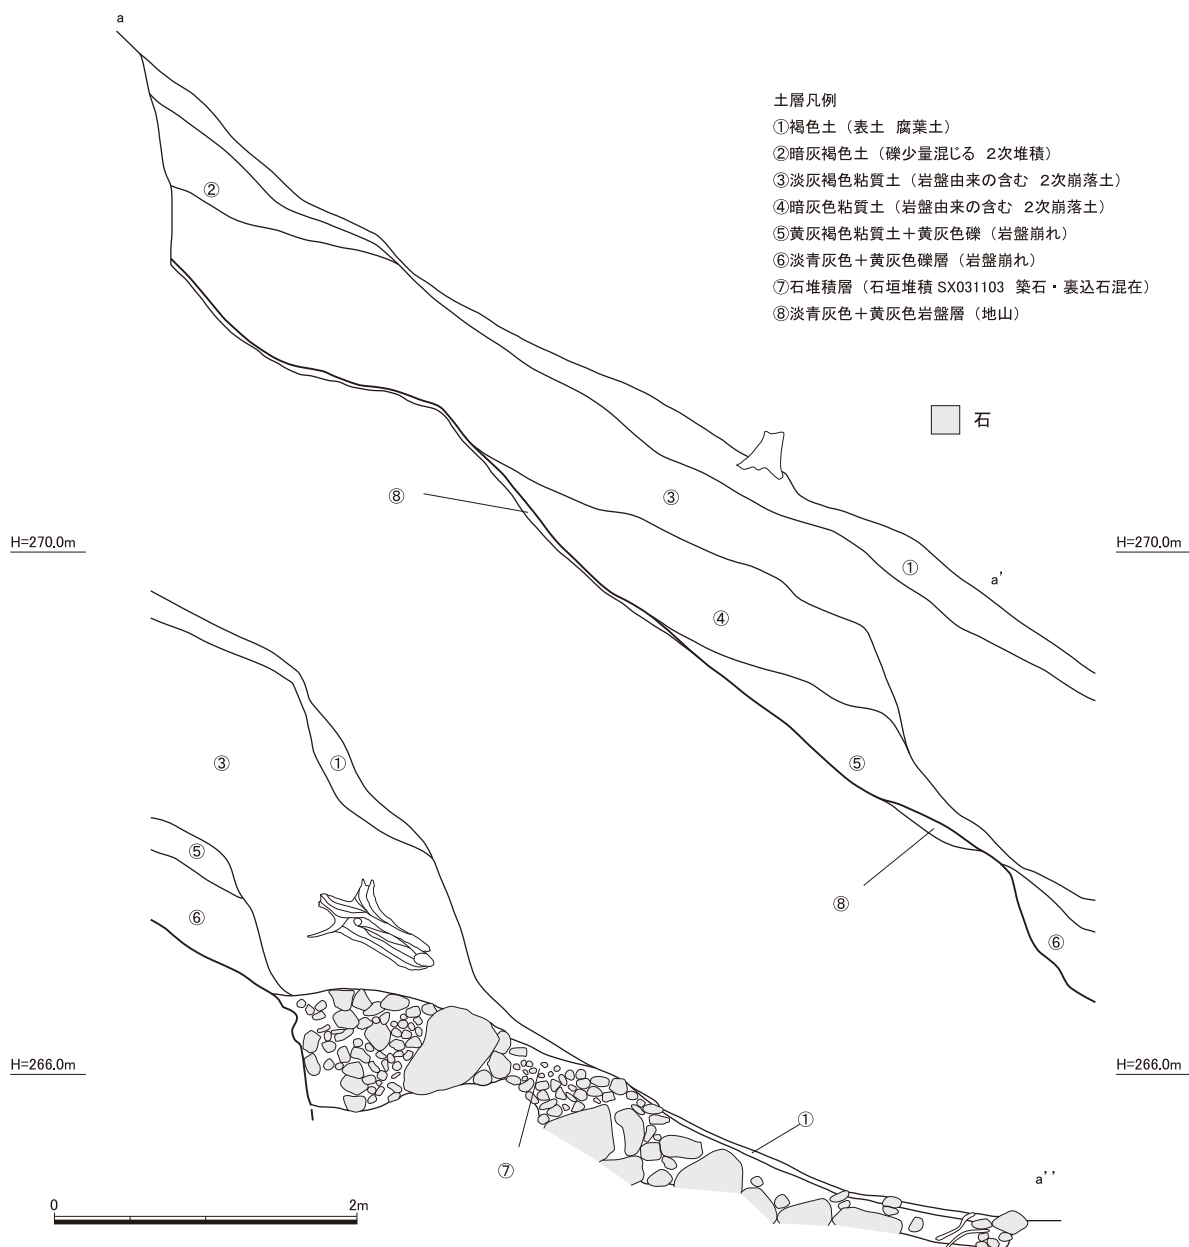 a
土層凡例
①褐色土（表土 腐葉土）
②暗灰褐色土（礫少量混じる 2次堆積）
③淡灰褐色粘質土（岩盤由来の含む 2次崩落土）
④暗灰色粘質土（岩盤由来の含む 2次崩落土）
⑤黄灰褐色粘質土＋黄灰色礫（岩盤崩れ）
⑥淡青灰色＋黄灰色礫層（岩盤崩れ）
⑦石堆積層（石垣堆積 SX031103 築石・裏込石混在）
⑧淡青灰色＋黄灰色岩盤層（地山）
②
石
③
⑧
H=270.0m
H=270.0m
①
a'
④
③
①
⑤
⑤
⑧
⑥
⑥
H=266.0m
H=266.0m
①
⑦
a''
0
2m